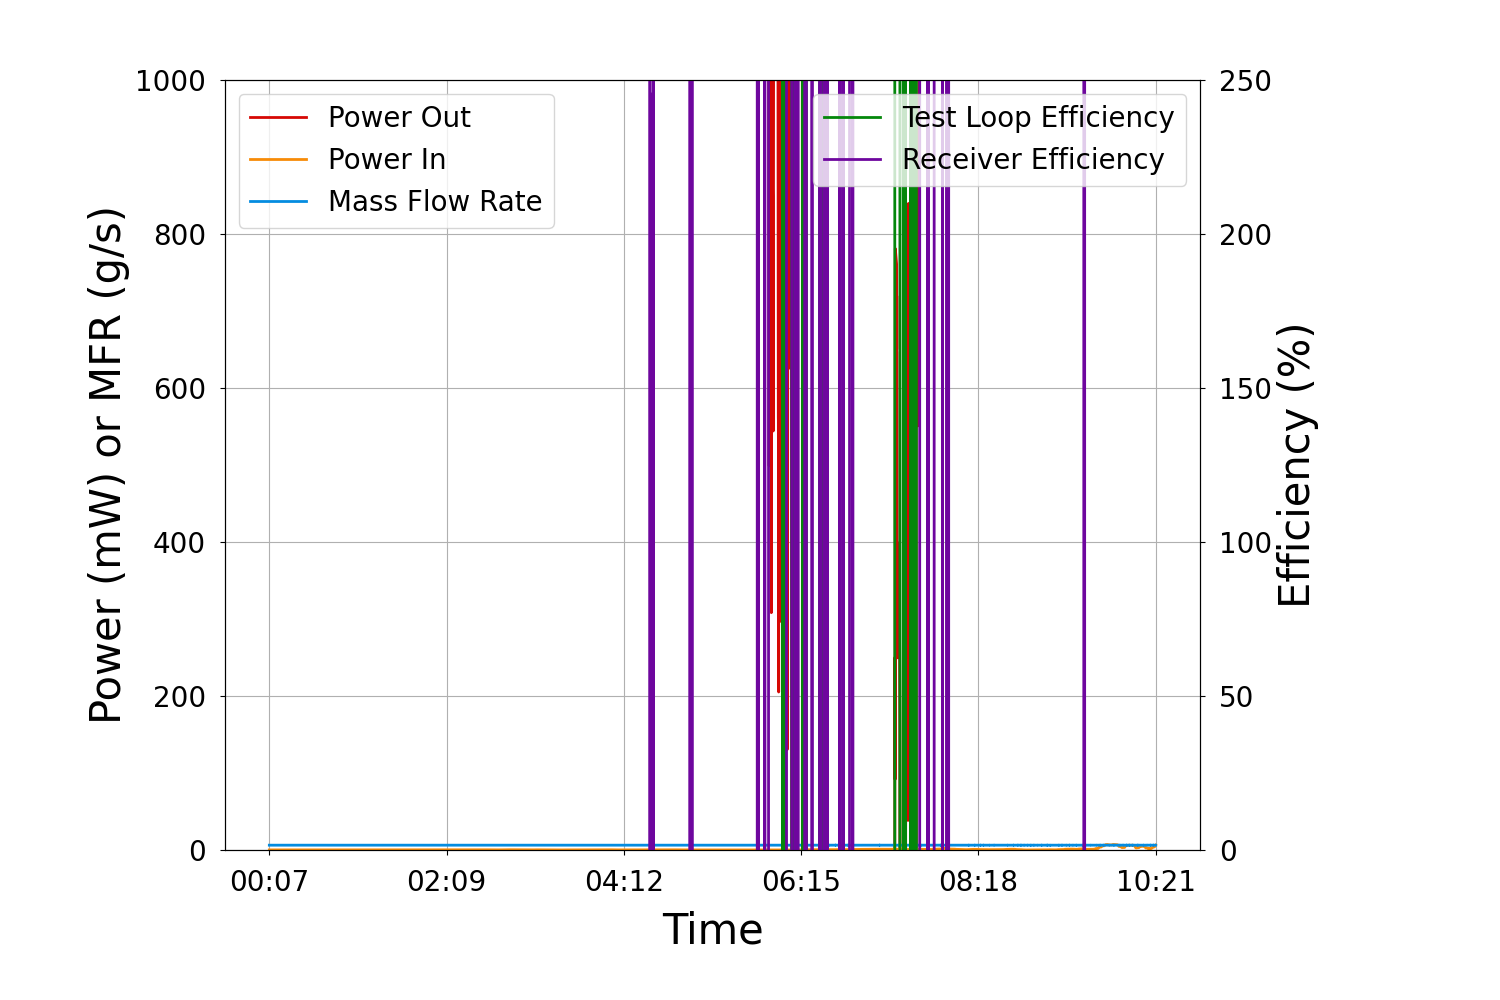 1000
800
600
400
200
0
Power (mW) or MFR (g/s)
Power Out
Power In
Mass Flow Rate
Test Loop Efficiency
Receiver Efficiency
250
200
150
100
50
0
Efficiency (%)
00:07 02:09 04:12 06:15 08:18 10:21
Time